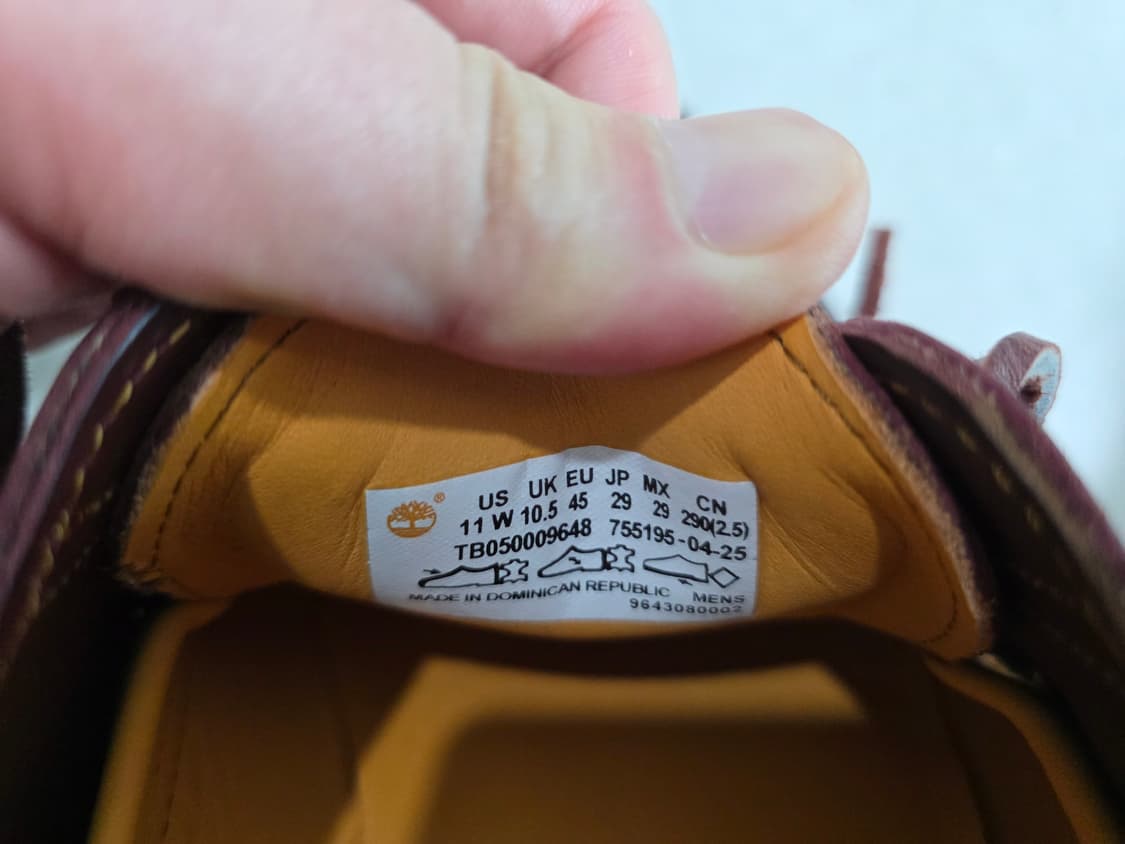 ®
US UK EU JP MX CN
11 W 10.5 45 29 29 290(2.5)
TB050009648 755195-04-25
MADE IN DOMINICAN REPUBLIC MENS
9643080002